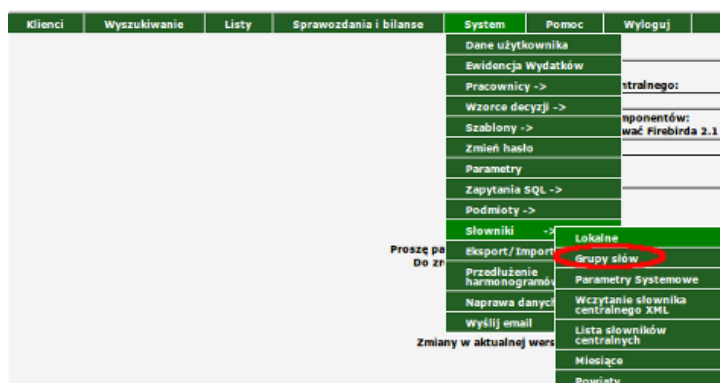 Klienci Wyszukiwanie Listy Sprawozdania i bilanse System Pomoc Wyloguj
Dane użytkownika
Ewidencja Wydatków
Pracownicy ->
ntralnego:
Wzorce decyzji ->
mponentów:
Szablony ->
wać Firebirda 2.1
Zmień hasło
Parametry
Zapytania SQL ->
Podmioty ->
Słowniki ->
Lokalne
Proszę pa
Eksport/Import
Grupy słów
Do zr
Przedłużenie
harmonogramów
Parametry Systemowe
Naprawa danych
Wczytanie słownika
centralnego XML
Wyślij email
Lista słowników
centralnych
Zmiany w aktualnej wers
Miesiące
Powiaty